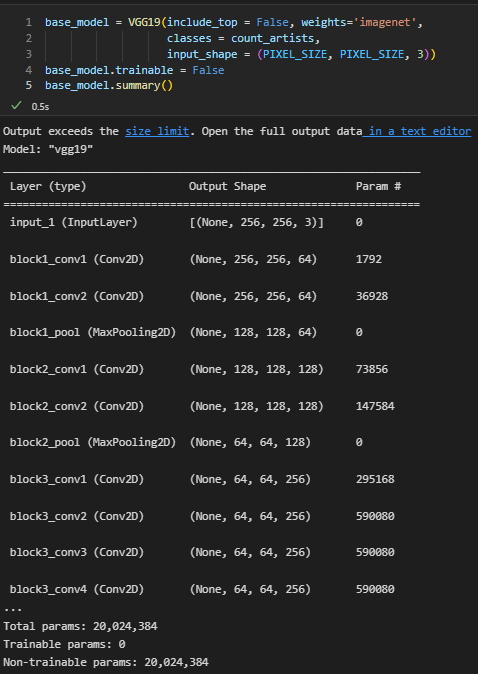 1 base_model = VGG19(include_top = False, weights='imagenet',
2 classes = count_artists,
3 input_shape = (PIXEL_SIZE, PIXEL_SIZE, 3))
4 base_model.trainable = False
5 base_model.summary()
0.5s
Output exceeds the size limit. Open the full output data in a text editor
Model: "vgg19"
Layer (type) Output Shape Param #
input_1 (InputLayer) [(None, 256, 256, 3)] 0
block1_conv1 (Conv2D) (None, 256, 256, 64) 1792
block1_conv2 (Conv2D) (None, 256, 256, 64) 36928
block1_pool (MaxPooling2D) (None, 128, 128, 64) 0
block2_conv1 (Conv2D) (None, 128, 128, 128) 73856
block2_conv2 (Conv2D) (None, 128, 128, 128) 147584
block2_pool (MaxPooling2D) (None, 64, 64, 128) 0
block3_conv1 (Conv2D) (None, 64, 64, 256) 295168
block3_conv2 (Conv2D) (None, 64, 64, 256) 590080
block3_conv3 (Conv2D) (None, 64, 64, 256) 590080
block3_conv4 (Conv2D) (None, 64, 64, 256) 590080
...
Total params: 20,024,384
Trainable params: 0
Non-trainable params: 20,024,384